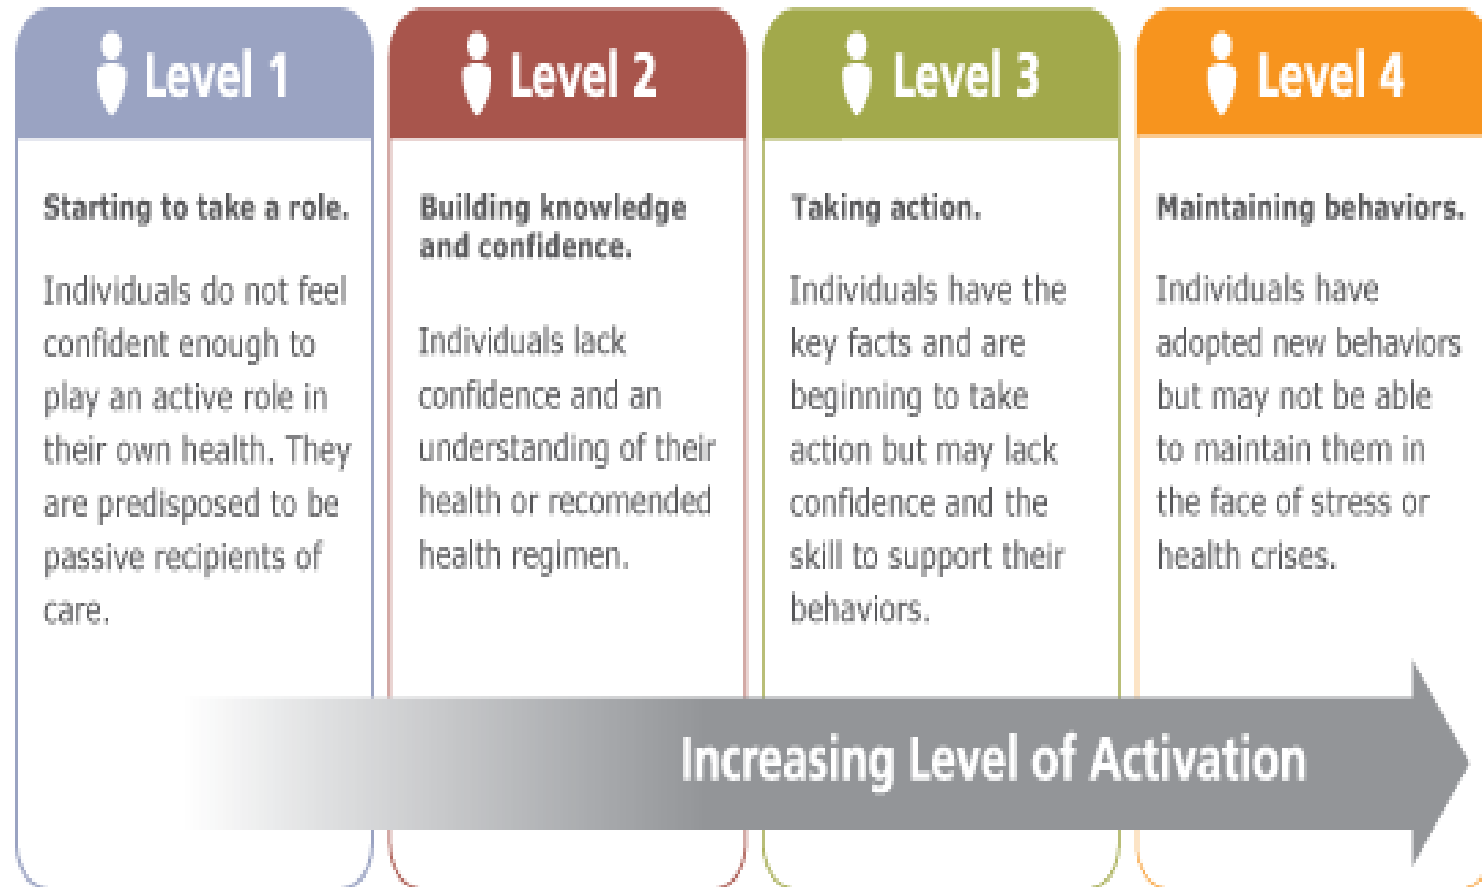 Level 1
Starting to take a role.
Individuals do not feel
confident enough to
play an active role in
their own health. They
are predisposed to be
passive recipients of
care.
Level 2
Building knowledge
and confidence.
Individuals lack
confidence and an
understanding of their
health or recomended
health regimen.
Level 3
Taking action.
Individuals have the
key facts and are
beginning to take
action but may lack
confidence and the
skill to support their
behaviors.
Level 4
Maintaining behaviors.
Individuals have
adopted new behaviors
but may not be able
to maintain them in
the face of stress or
health crises.
Increasing Level of Activation